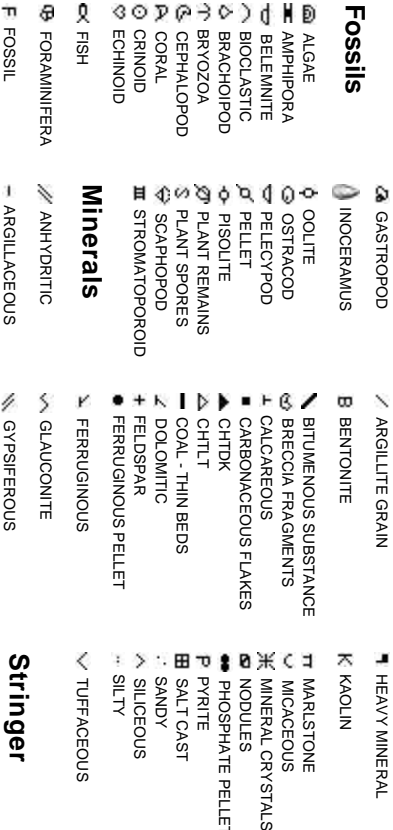 Fossils
ALGAE
AMPHIPORA
BELEMNITE
BIOCLASTIC
BRACHOIPOD
BRYOZOA
CEPHALOPOD
CORAL
CRINOID
ECHINOID
FISH
FORAMINIFERA
F FOSSIL
GASTROPOD
INOCERAMUS
OOLITE
OSTRACOD
PELECYPOD
PELLET
PISOLITE
PLANT REMAINS
PLANT SPORES
SCAPHOPOD
STROMATOPOROID
Minerals
ANHYDRITIC
ARGILLACEOUS
ARGILLITE GRAIN
B BENTONITE
BITUMENOUS SUBSTANCE
BRECCIA FRAGMENTS
CALCAREOUS
CARBONACEOUS FLAKES
CHTDK
CHTLT
COAL - THIN BEDS
DOLOMITIC
FELDSPAR
FERRUGINOUS PELLET
FERRUGINOUS
GLAUCONITE
GYPSIFEROUS
HEAVY MINERAL
K KAOLIN
MARLSTONE
MICACEOUS
MINERAL CRYSTALS
NODULES
PHOSPHATE PELLET
P PYRITE
SALT CAST
SANDY
SILICEOUS
SILTY
TUFFACEOUS
Stringer